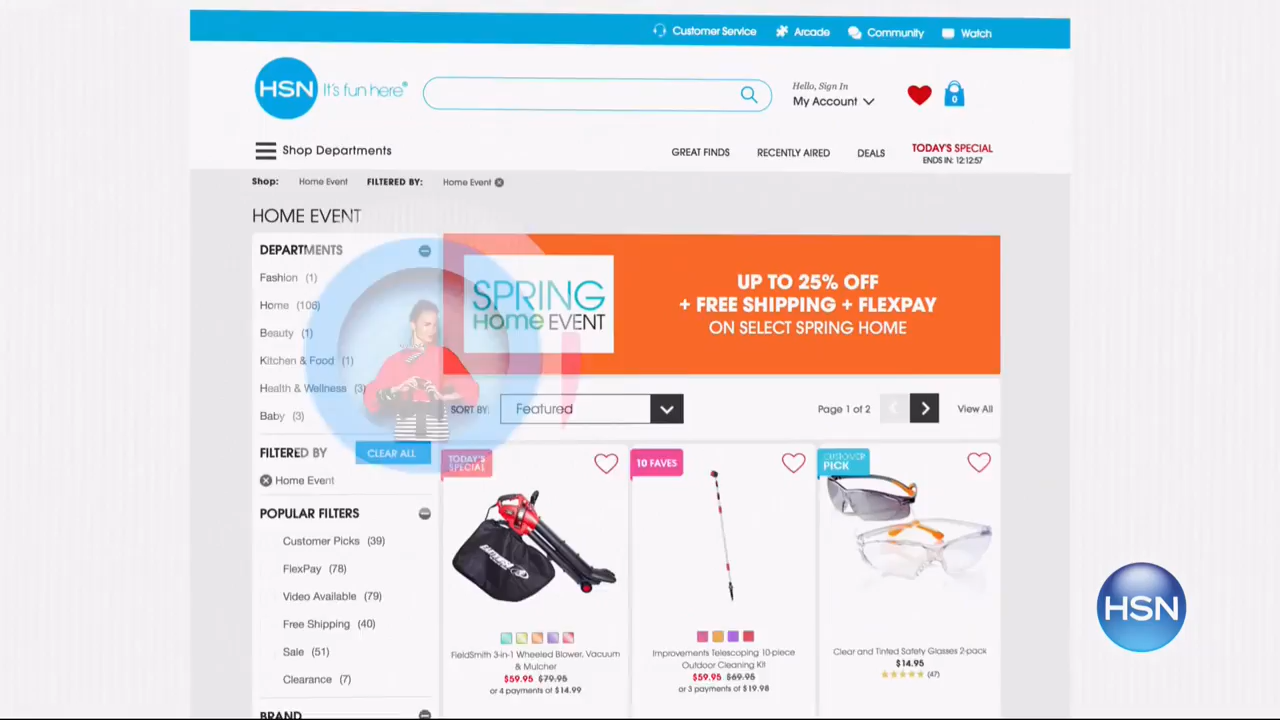 Customer Service Arcade Community Watch
HSN It's fun here®
Hello, Sign In
My Account
0
Shop Departments
GREAT FINDS RECENTLY AIRED DEALS TODAY'S SPECIAL
ENDS IN: 12:12:57
Shop: Home Event FILTERED BY: Home Event
HOME EVENT
DEPARTMENTS
Fashion (1)
Home (106)
Beauty (1)
Kitchen & Food (1)
Health & Wellness (3)
Baby (3)
FILTERED BY CLEAR ALL
Home Event
POPULAR FILTERS
Customer Picks (39)
FlexPay (78)
Video Available (79)
Free Shipping (40)
Sale (51)
Clearance (7)
BRAND
SPRING
Home EVENT
UP TO 25% OFF
+ FREE SHIPPING + FLEXPAY
ON SELECT SPRING HOME
SORT BY: Featured Page 1 of 2 View All
TODAY'S
SPECIAL
FieldSmith 3-in-1 Wheeled Blower, Vacuum
& Mulcher
$59.95 $79.95
or 4 payments of $14.99
10 FAVES
Improvements Telescoping 10-piece
Outdoor Cleaning Kit
$59.95 $69.95
or 3 payments of $19.98
CUSTOMER
PICK
Clear and Tinted Safety Glasses 2-pack
$14.95
(47)
HSN